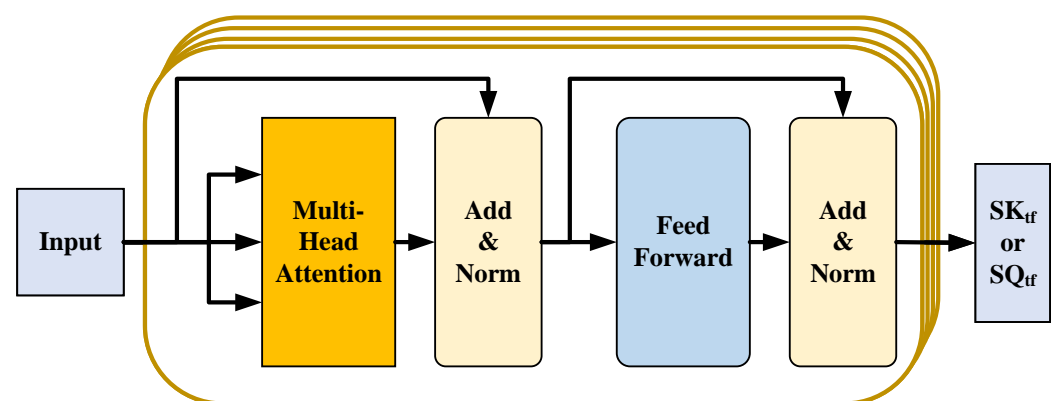 Input
Multi-
Head
Attention
Add
&
Norm
Feed
Forward
Add
&
Norm
SKtf
or
SQtf